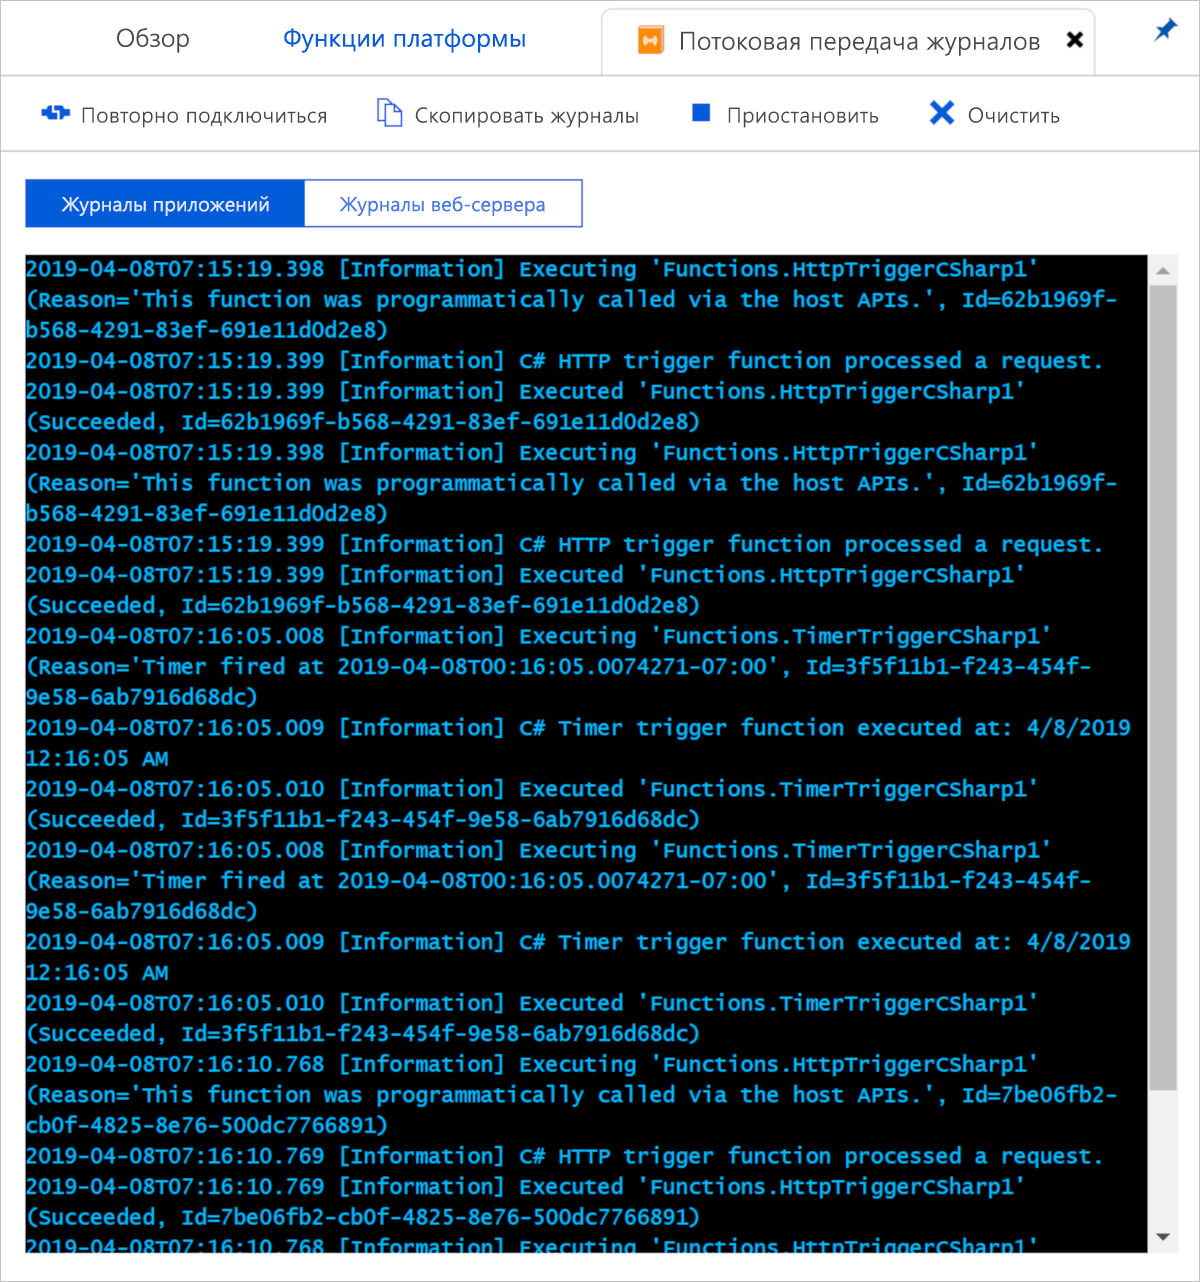 Обзор
Функции платформы
Потоковая передача журналов
Повторно подключиться
Скопировать журналы
Приостановить
Очистить
Журналы приложений
Журналы веб-сервера
2019-04-08T07:15:19.398 [Information] Executing 'Functions.HttpTriggerCSharp1'
(Reason='This function was programmatically called via the host APIs.', Id=62b1969f-
b568-4291-83ef-691e11d0d2e8)
2019-04-08T07:15:19.399 [Information] C# HTTP trigger function processed a request.
2019-04-08T07:15:19.399 [Information] Executed 'Functions.HttpTriggerCSharp1'
(Succeeded, Id=62b1969f-b568-4291-83ef-691e11d0d2e8)
2019-04-08T07:15:19.398 [Information] Executing 'Functions.HttpTriggerCSharp1'
(Reason='This function was programmatically called via the host APIs.', Id=62b1969f-
b568-4291-83ef-691e11d0d2e8)
2019-04-08T07:15:19.399 [Information] C# HTTP trigger function processed a request.
2019-04-08T07:15:19.399 [Information] Executed 'Functions.HttpTriggerCSharp1'
(Succeeded, Id=62b1969f-b568-4291-83ef-691e11d0d2e8)
2019-04-08T07:16:05.008 [Information] Executing 'Functions.TimerTriggerCSharp1'
(Reason='Timer fired at 2019-04-08T00:16:05.0074271-07:00', Id=3f5f11b1-f243-454f-
9e58-6ab7916d68dc)
2019-04-08T07:16:05.009 [Information] C# Timer trigger function executed at: 4/8/2019
12:16:05 AM
2019-04-08T07:16:05.010 [Information] Executed 'Functions.TimerTriggerCSharp1'
(Succeeded, Id=3f5f11b1-f243-454f-9e58-6ab7916d68dc)
2019-04-08T07:16:05.008 [Information] Executing 'Functions.TimerTriggerCSharp1'
(Reason='Timer fired at 2019-04-08T00:16:05.0074271-07:00', Id=3f5f11b1-f243-454f-
9e58-6ab7916d68dc)
2019-04-08T07:16:05.009 [Information] C# Timer trigger function executed at: 4/8/2019
12:16:05 AM
2019-04-08T07:16:05.010 [Information] Executed 'Functions.TimerTriggerCSharp1'
(Succeeded, Id=3f5f11b1-f243-454f-9e58-6ab7916d68dc)
2019-04-08T07:16:10.768 [Information] Executing 'Functions.HttpTriggerCSharp1'
(Reason='This function was programmatically called via the host APIs.', Id=7be06fb2-
cb0f-4825-8e76-500dc7766891)
2019-04-08T07:16:10.769 [Information] C# HTTP trigger function processed a request.
2019-04-08T07:16:10.769 [Information] Executed 'Functions.HttpTriggerCSharp1'
(Succeeded, Id=7be06fb2-cb0f-4825-8e76-500dc7766891)
2019-04-08T07:16:10.768 [Information] Executing 'Functions.HttpTriggerCSharp1'